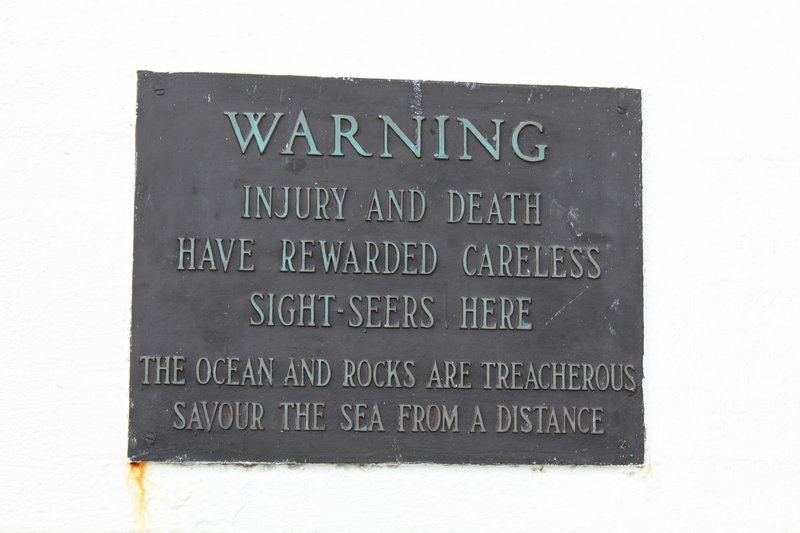 WARNING
INJURY AND DEATH
HAVE REWARDED CARELESS
SIGHT-SEERS HERE
THE OCEAN AND ROCKS ARE TREACHEROUS
SAVOUR THE SEA FROM A DISTANCE